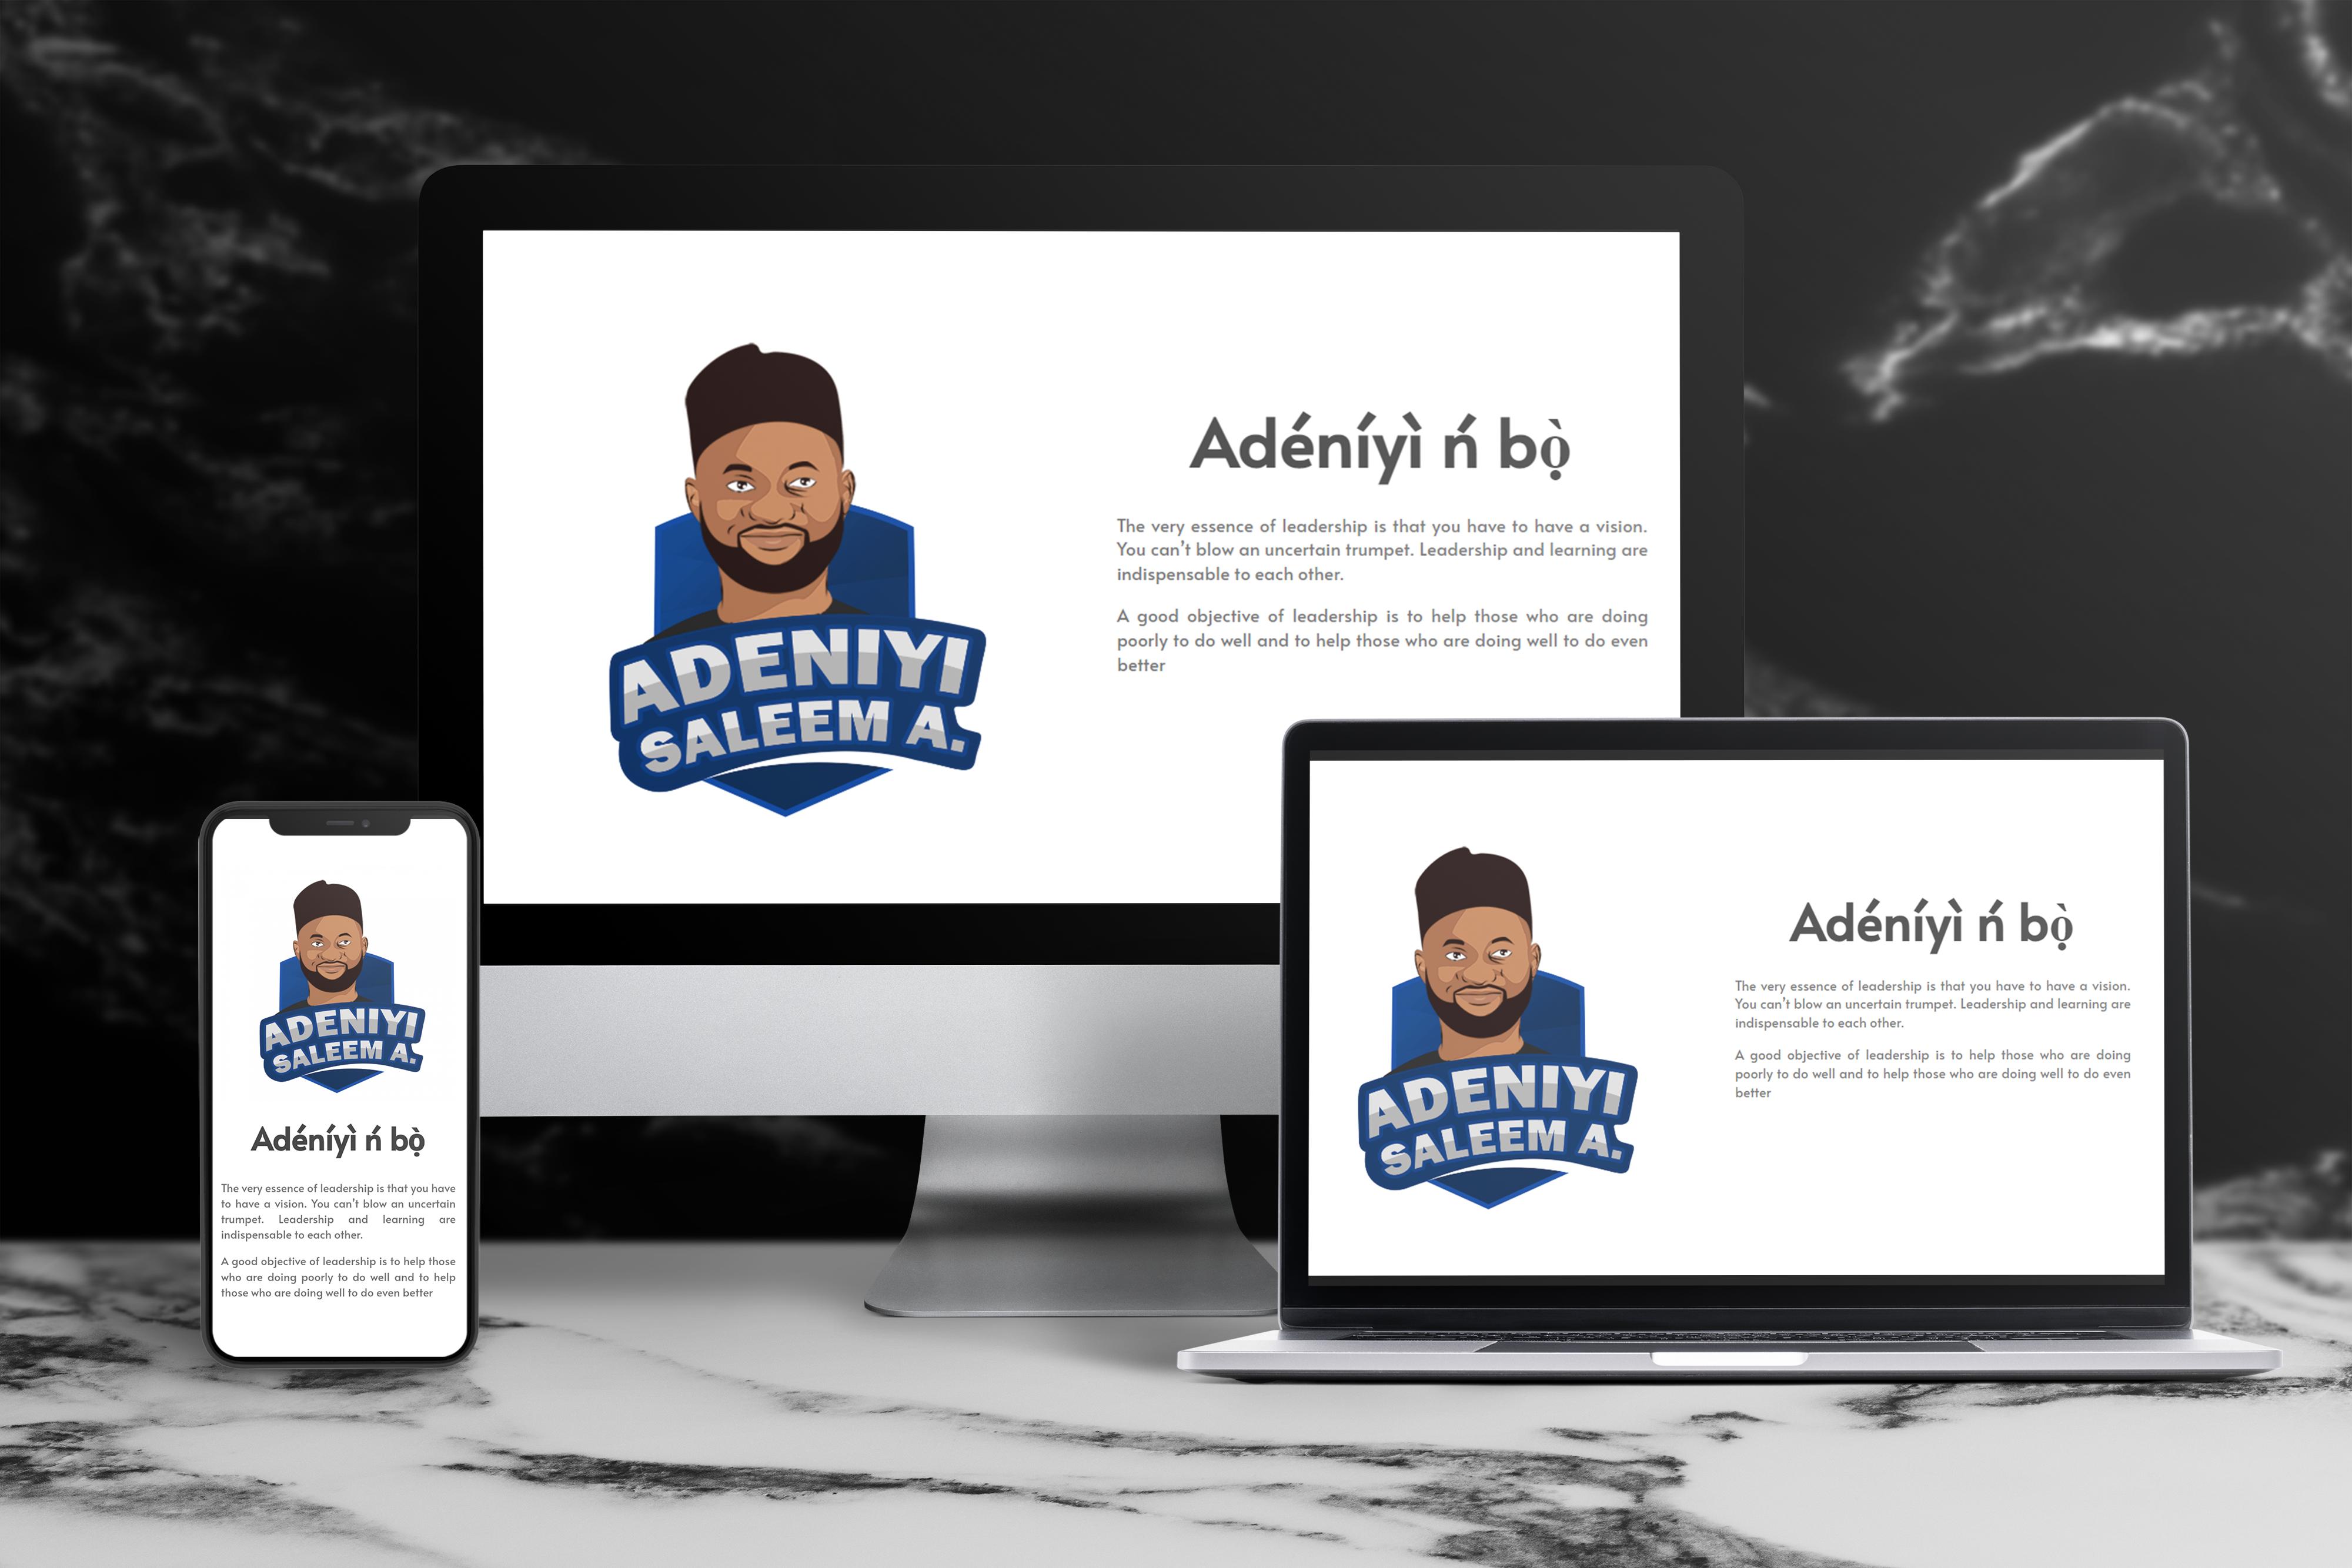 ADENIYI
SALEEM A.
Adéníyì ń bọ̀
The very essence of leadership is that you have to have a vision.
You can’t blow an uncertain trumpet. Leadership and learning are
indispensable to each other.
A good objective of leadership is to help those who are doing
poorly to do well and to help those who are doing well to do even
better
ADENIYI
SALEEM A.
Adéníyì ń bọ̀
The very essence of leadership is that you have
to have a vision. You can’t blow an uncertain
trumpet. Leadership and learning are
indispensable to each other.
A good objective of leadership is to help those
who are doing poorly to do well and to help
those who are doing well to do even better
ADENIYI
SALEEM A.
Adéníyì ń bọ̀
The very essence of leadership is that you have to have a vision.
You can’t blow an uncertain trumpet. Leadership and learning are
indispensable to each other.
A good objective of leadership is to help those who are doing
poorly to do well and to help those who are doing well to do even
better